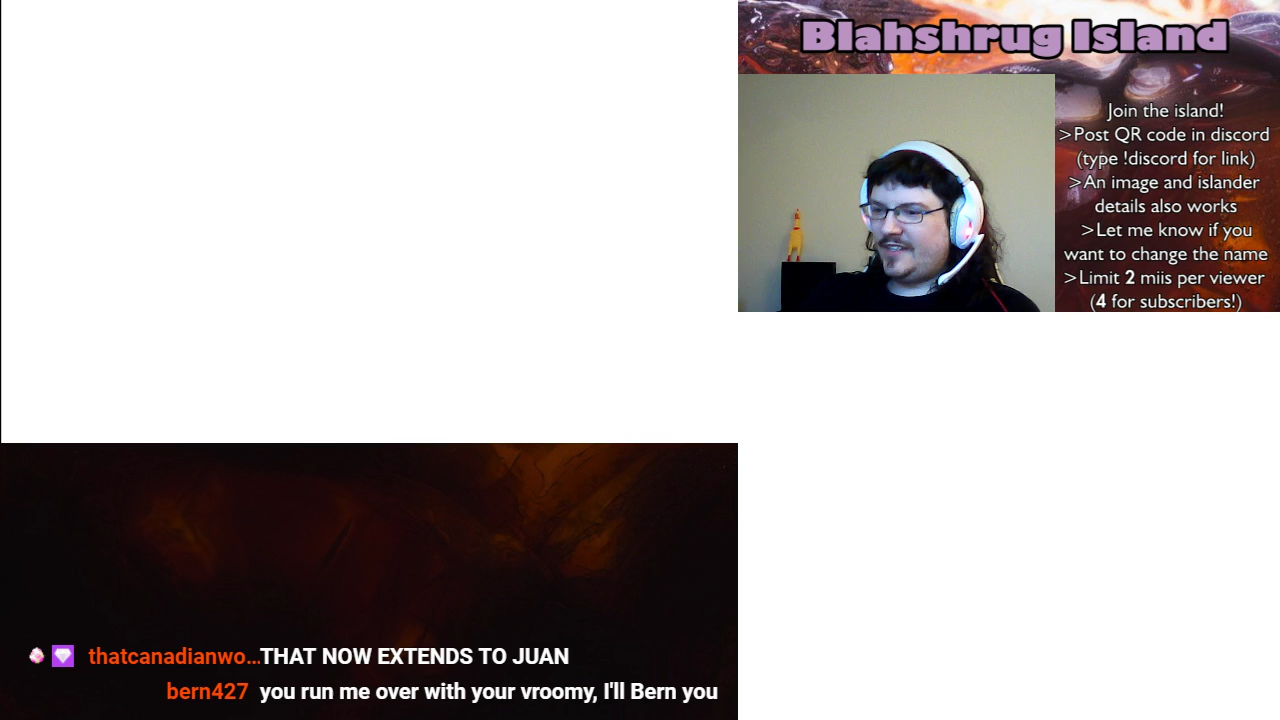 Blahshrug Island
Join the island!
>Post QR code in discord
(type !discord for link)
>An image and islander
details also works
>Let me know if you
want to change the name
>Limit 2 miis per viewer
(4 for subscribers!)
thatcanadianwo... THAT NOW EXTENDS TO JUAN
bern427 you run me over with your vroomy, I'll Bern you